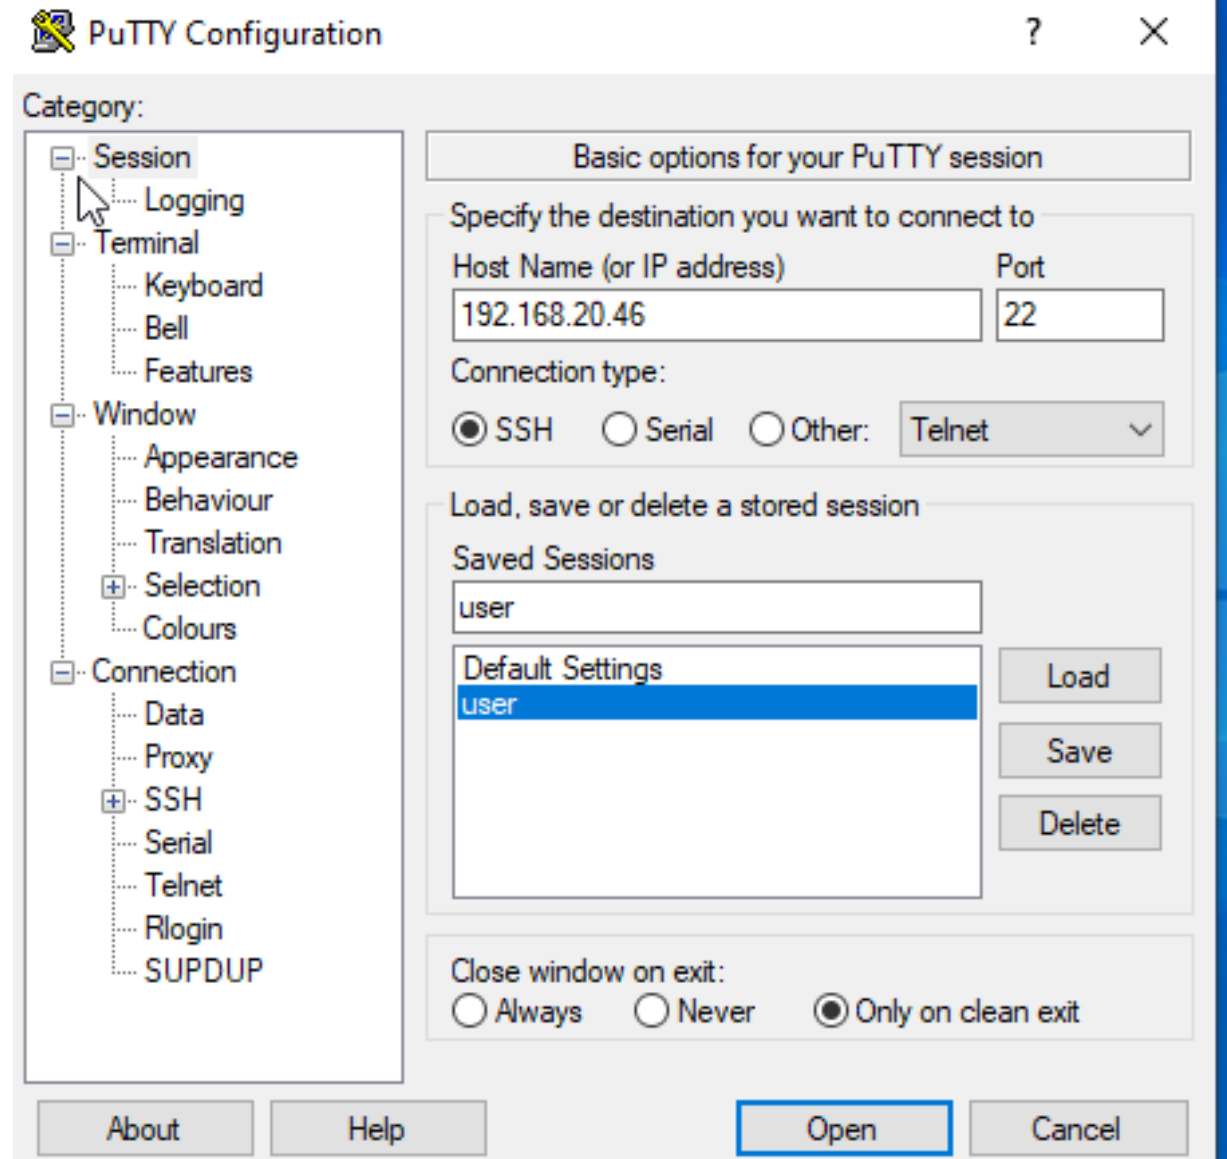 PuTTY Configuration
?
Category:
Session
Logging
Terminal
Keyboard
Bell
Features
Window
Appearance
Behaviour
Translation
Selection
Colours
Connection
Data
Proxy
SSH
Serial
Telnet
Rlogin
SUPDUP
Basic options for your PuTTY session
Specify the destination you want to connect to
Host Name (or IP address) Port
192.168.20.46 22
Connection type:
SSH Serial Other: Telnet
Load, save or delete a stored session
Saved Sessions
user
Default Settings
user
Load
Save
Delete
Close window on exit:
Always Never Only on clean exit
About Help Open Cancel